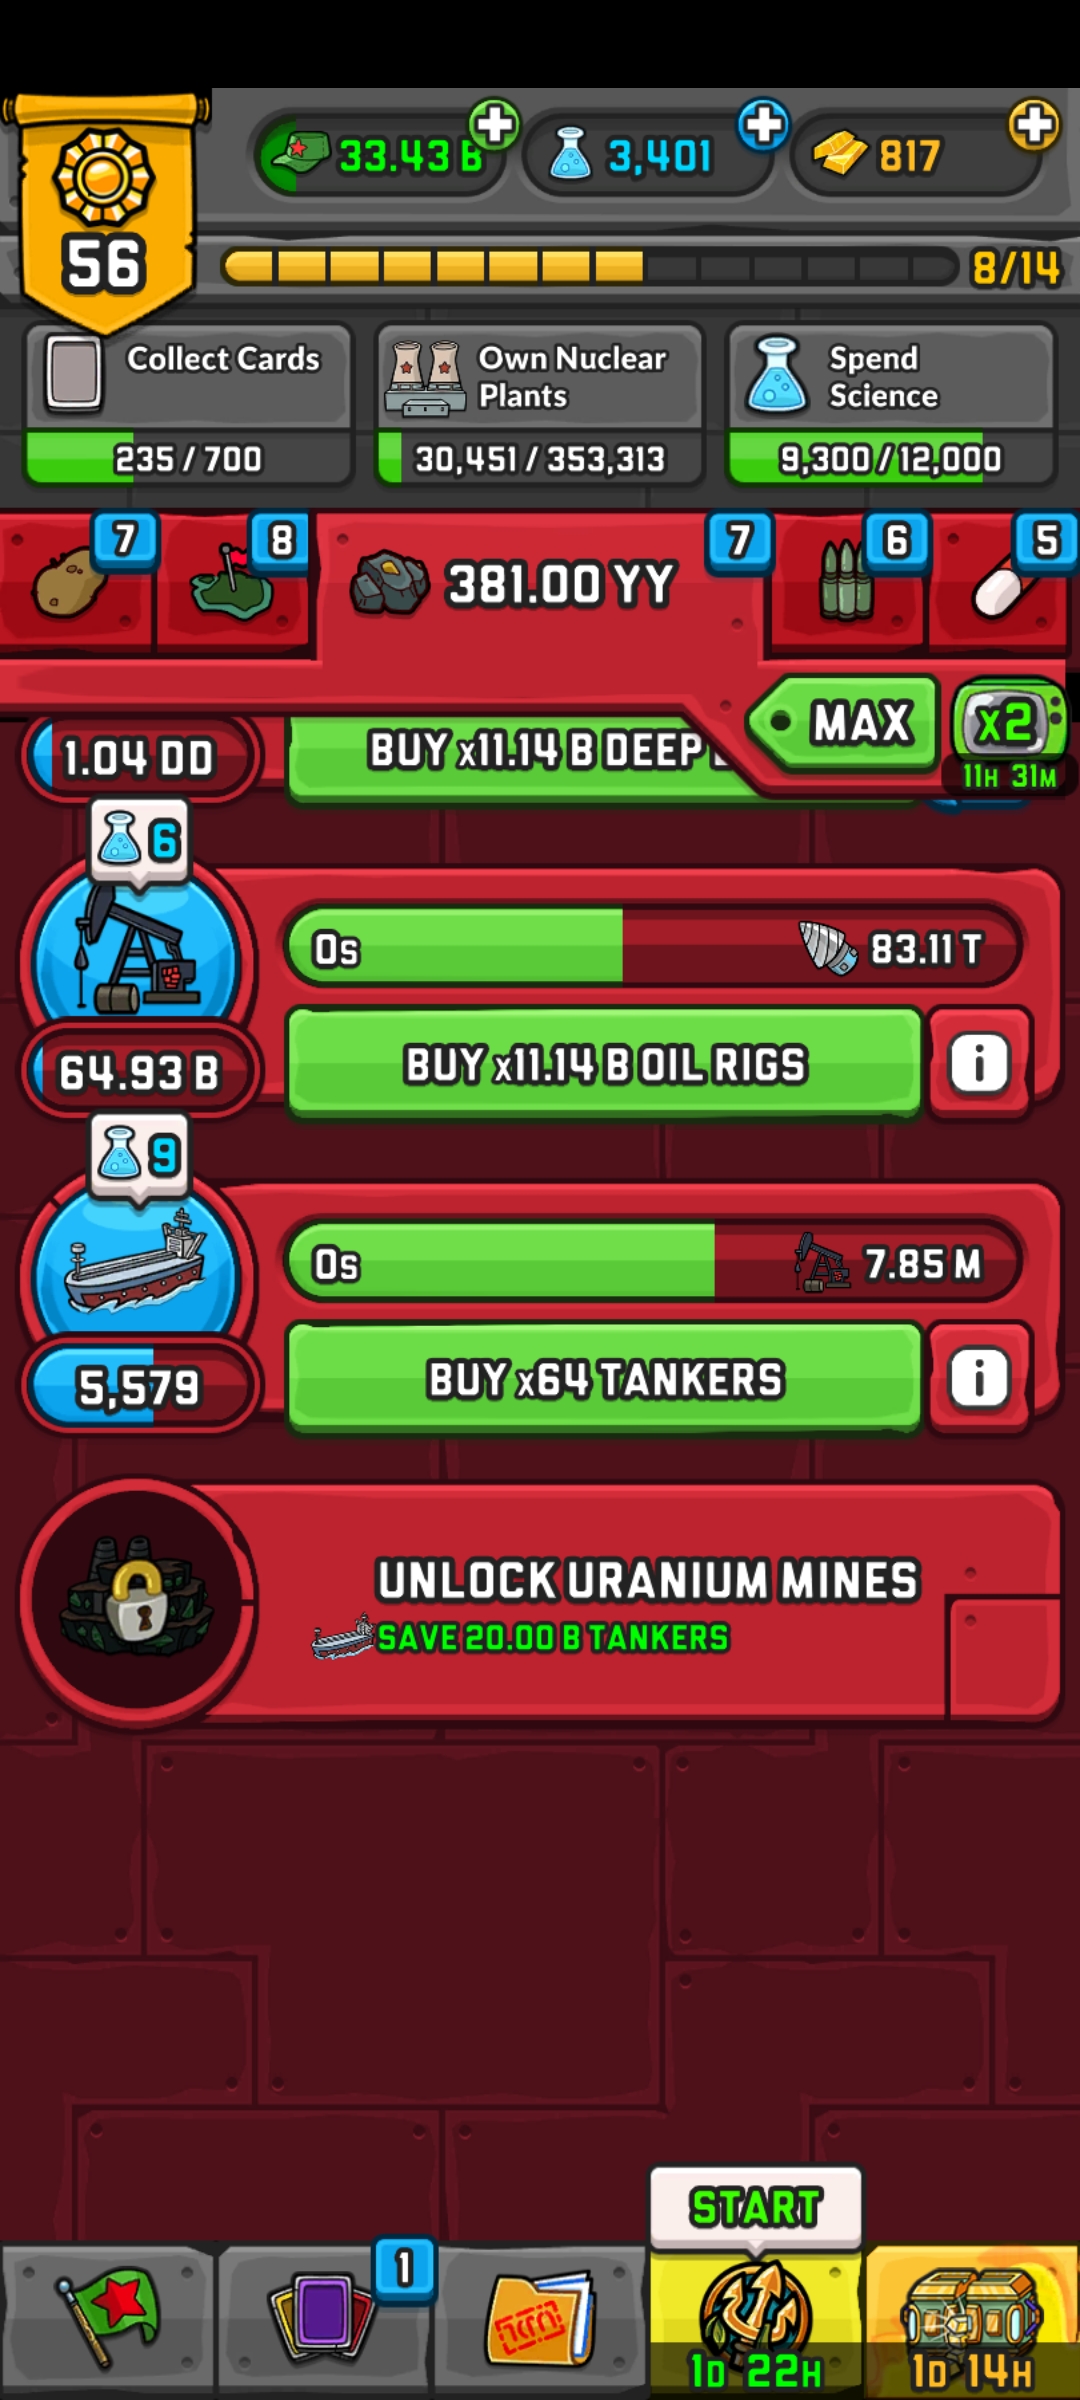 33.43 B
3,401
817
56
8/14
Collect Cards
235 / 700
Own Nuclear
Plants
30,451 / 353,313
Spend
Science
9,300 / 12,000
7
8
381.00 YY
7
6
5
MAX
x2
11H 31M
1.04 DD
BUY x11.14 B DEEP
6
0s
83.11 T
64.93 B
BUY x11.14 B OIL RIGS
i
9
0s
7.85 M
5,579
BUY x64 TANKERS
i
UNLOCK URANIUM MINES
SAVE 20.00 B TANKERS
START
1
1D 22H
1D 14H